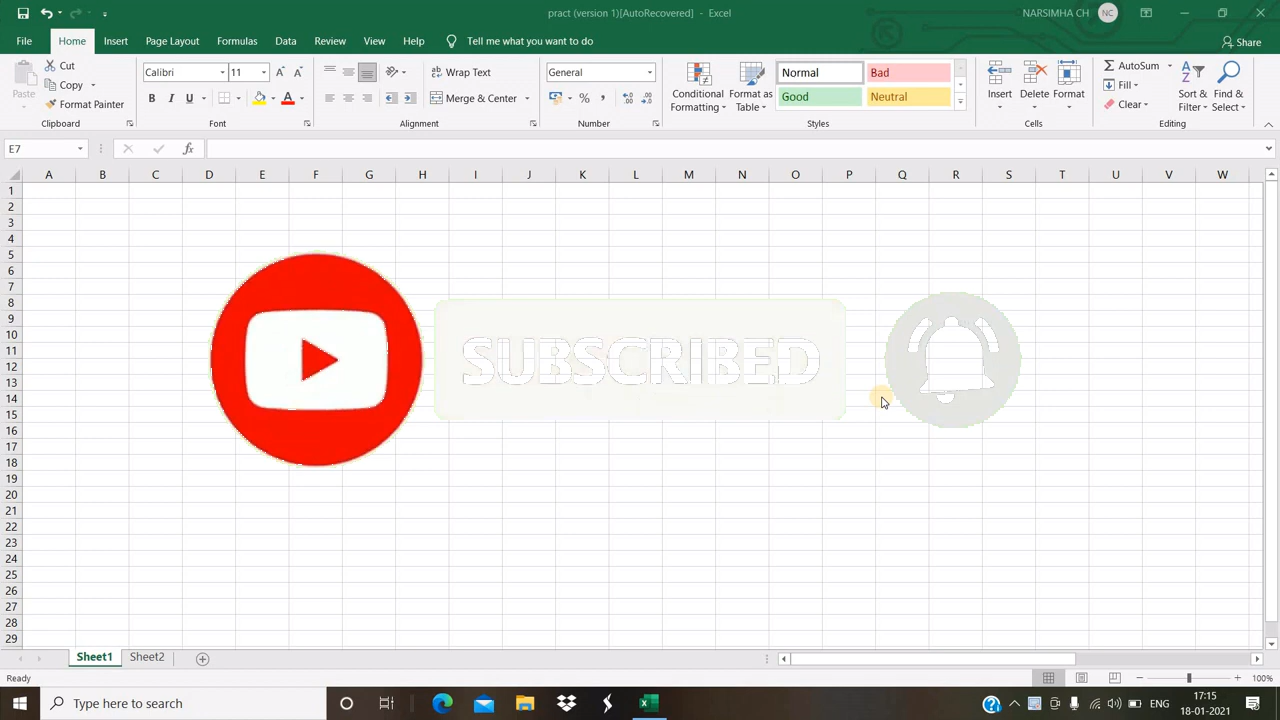 pract (version 1)[AutoRecovered] - Excel
NARSIMHA CH NC
File Home Insert Page Layout Formulas Data Review View Help Tell me what you want to do Share
Cut
Copy
Format Painter
Paste
Clipboard
Calibri 11
B I U A
Font
Wrap Text
Merge & Center
Alignment
General
% ,
Number
Conditional Formatting
Format as Table
Normal Bad
Good Neutral
Styles
Insert Delete Format
Cells
AutoSum
Fill
Clear
Sort & Filter
Find & Select
Editing
E7 fx
A B C D E F G H I J K L M N O P Q R S T U V W
1
2
3
4
5
6
7
8
9
10
11
12
13
14
15
16
17
18
19
20
21
22
23
24
25
26
27
28
29
SUBSCRIBED
Sheet1 Sheet2
Ready 100%
Type here to search
ENG
17:15
18-01-2021